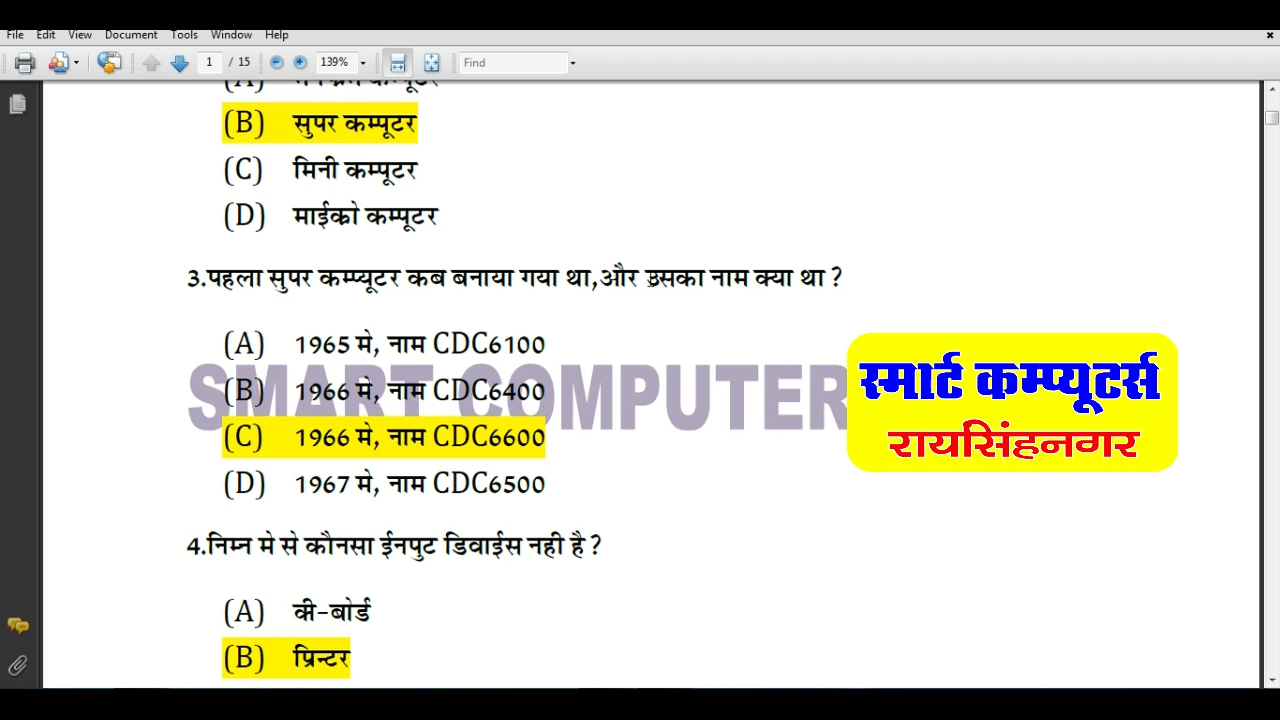 File Edit View Document Tools Window Help
1 / 15 139% Find
(A) कम्पूटर
(B) सुपर कम्पूटर
(C) मिनी कम्पूटर
(D) माईक्रो कम्पूटर
3.पहला सुपर कम्प्यूटर कब बनाया गया था,और उसका नाम क्या था ?
(A) 1965 मे, नाम CDC6100
SMART COMPUTER
(B) 1966 मे, नाम CDC6400
(C) 1966 मे, नाम CDC6600
(D) 1967 मे, नाम CDC6500
स्मार्ट कम्प्यूटर्स
रायसिंहनगर
4.निम्न मे से कौनसा ईनपुट डिवाईस नही है ?
(A) की-बोर्ड
(B) प्रिन्टर